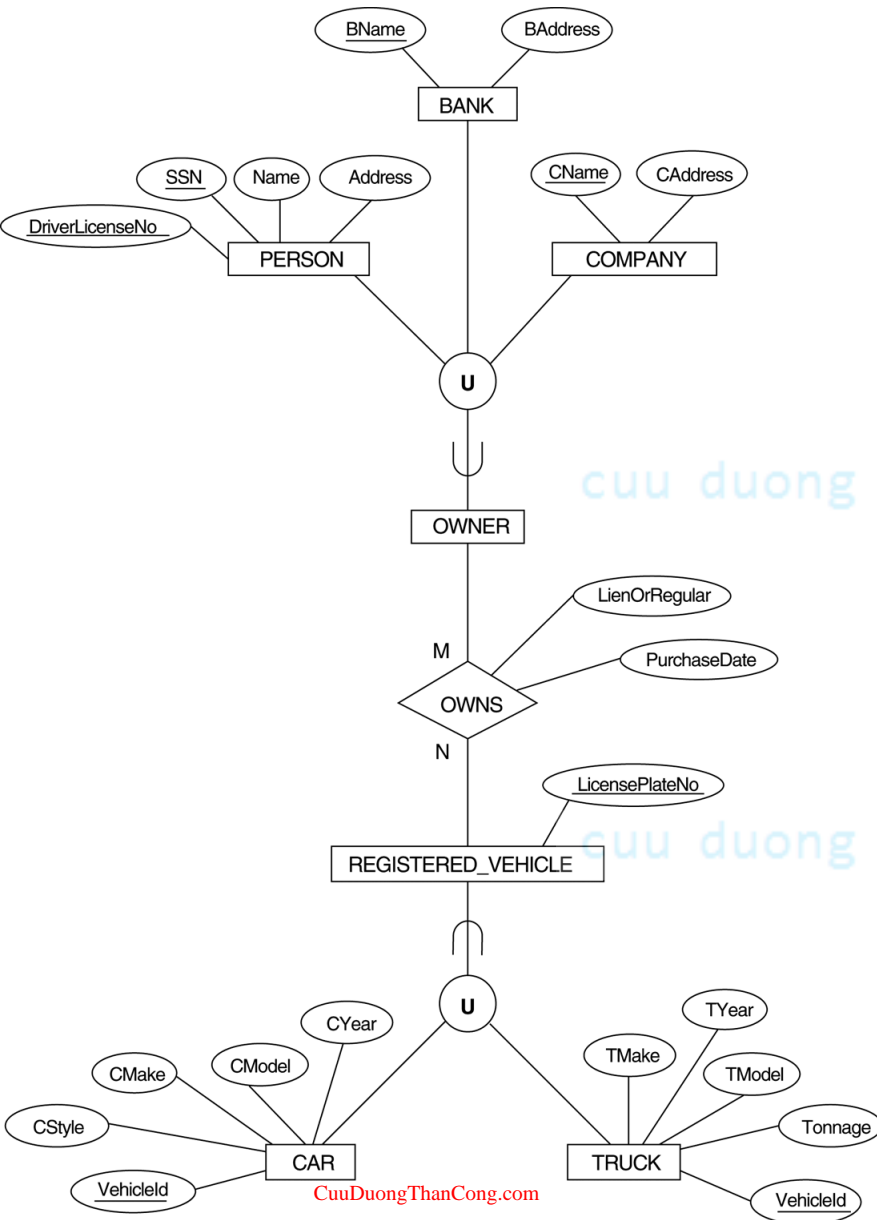 BName
BAddress
BANK
SSN
Name
Address
CName
CAddress
DriverLicenseNo
PERSON
COMPANY
U
cuu duong
OWNER
LienOrRegular
M
PurchaseDate
OWNS
N
LicensePlateNo
cuu duong
REGISTERED_VEHICLE
U
TYear
CYear
TMake
CModel
CMake
TModel
CStyle
Tonnage
CAR
TRUCK
VehicleId
CuuDuongThanCong.com
VehicleId